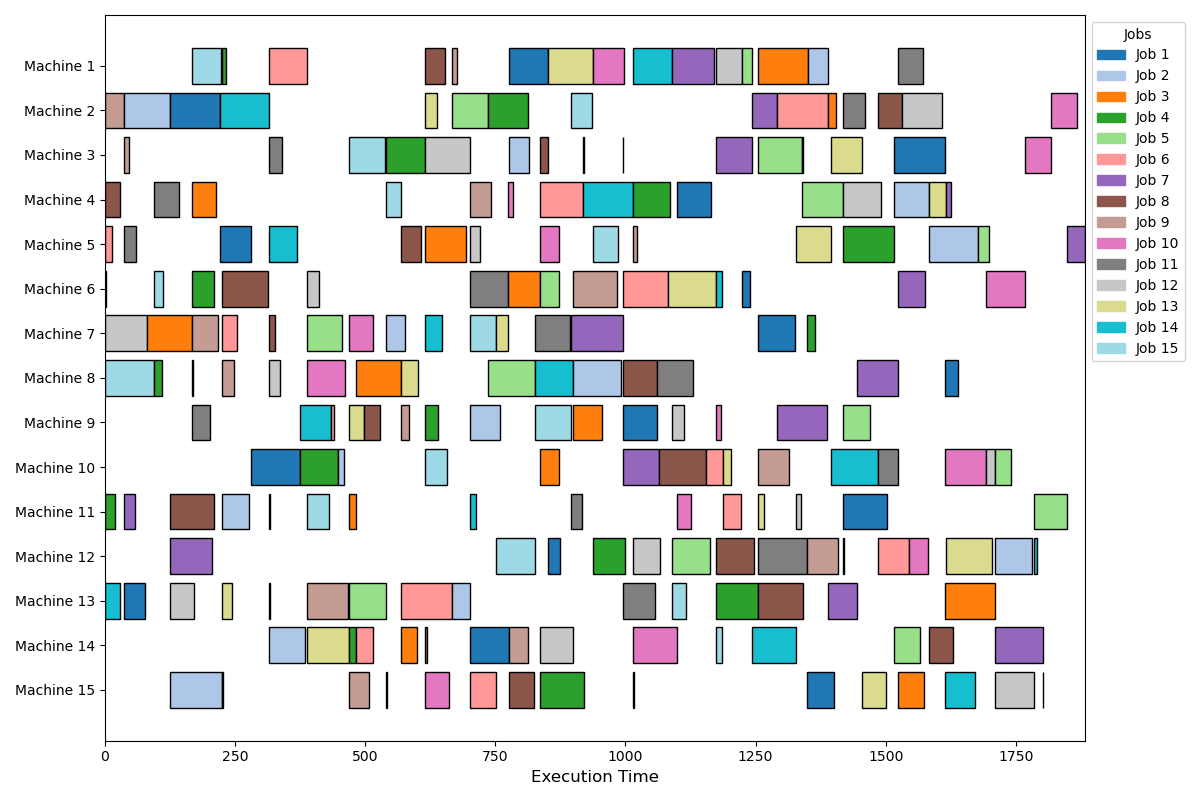 Machine 1
Machine 2
Machine 3
Machine 4
Machine 5
Machine 6
Machine 7
Machine 8
Machine 9
Machine 10
Machine 11
Machine 12
Machine 13
Machine 14
Machine 15
0 250 500 750 1000 1250 1500 1750
Execution Time
Jobs
Job 1
Job 2
Job 3
Job 4
Job 5
Job 6
Job 7
Job 8
Job 9
Job 10
Job 11
Job 12
Job 13
Job 14
Job 15